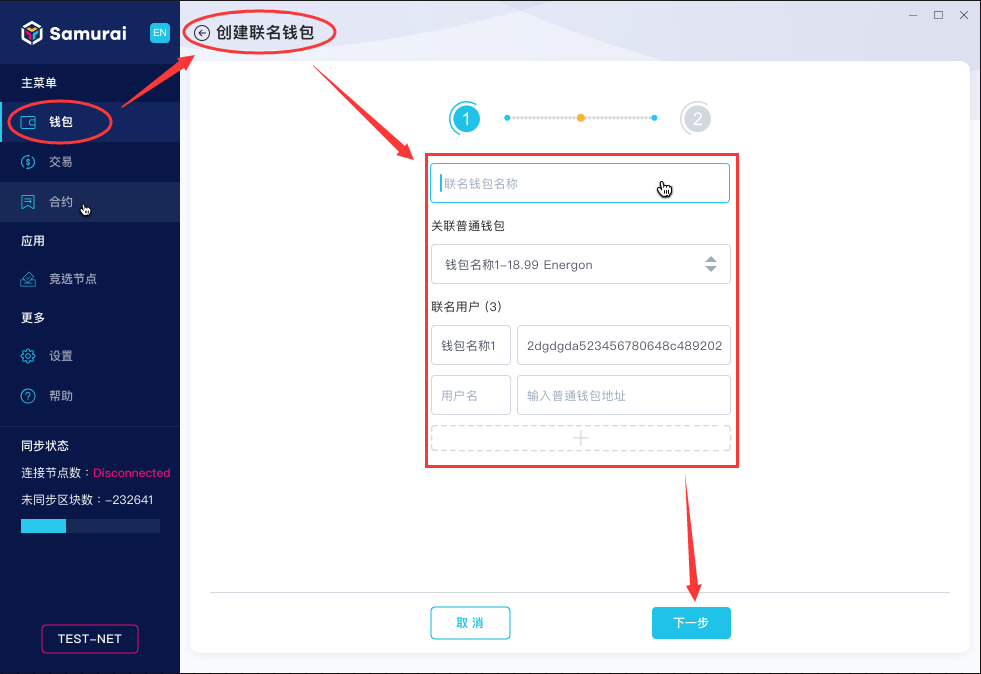 Samurai
EN
主菜单
钱包
交易
合约
应用
竞选节点
更多
设置
帮助
同步状态
连接节点数：Disconnected
未同步区块数：-232641
TEST-NET
创建联名钱包
1
2
联名钱包名称
关联普通钱包
钱包名称1-18.99 Energon
联名用户 (3)
钱包名称1
2dgdgda523456780648c489202
用户名
输入普通钱包地址
取 消
下一步